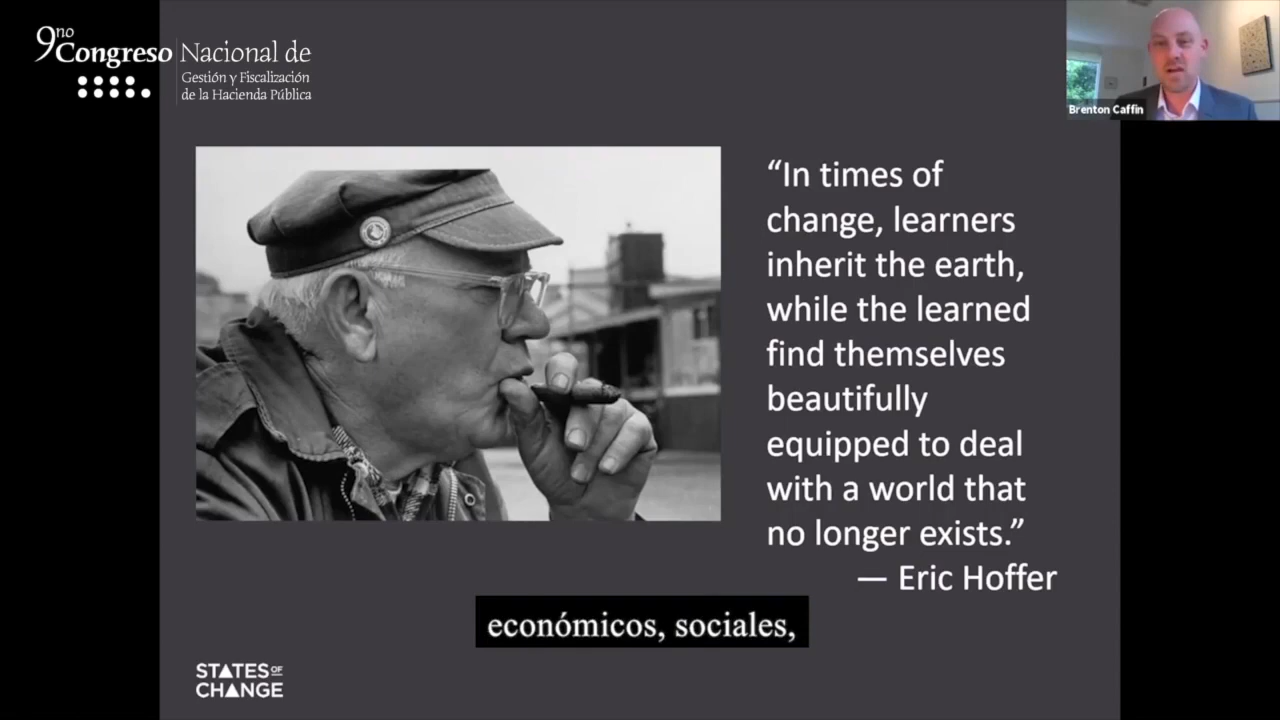 9no Congreso Nacional de
Gestión y Fiscalización
de la Hacienda Pública
Brenton Caffin
“In times of
change, learners
inherit the earth,
while the learned
find themselves
beautifully
equipped to deal
with a world that
no longer exists.”
— Eric Hoffer
económicos, sociales,
STATES OF
CHANGE